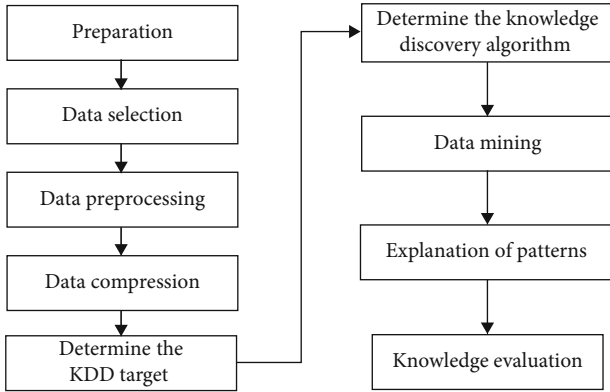 Preparation
Data selection
Data preprocessing
Data compression
Determine the
KDD target
Determine the knowledge
discovery algorithm
Data mining
Explanation of patterns
Knowledge evaluation